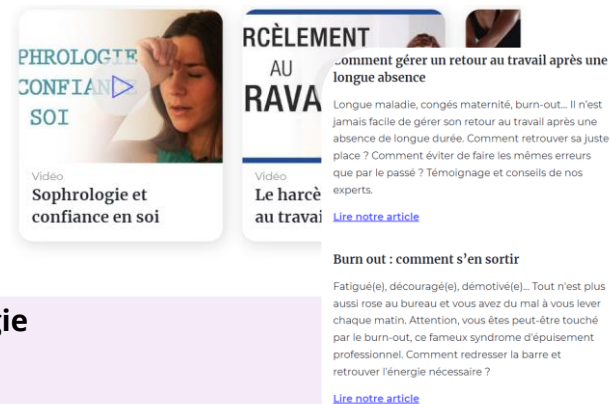 PHROLOGIE
CONFIAN
SOI
Vidéo
Sophrologie et
confiance en soi
RCÈLEMENT
AU
RAVA
Vidéo
Le harcè
au travai
Comment gérer un retour au travail après une
longue absence
Longue maladie, congés maternité, burn-out... Il n'est
jamais facile de gérer son retour au travail après une
absence de longue durée. Comment retrouver sa juste
place ? Comment éviter de faire les mêmes erreurs
que par le passé ? Témoignage et conseils de nos
experts.
Lire notre article
Burn out : comment s'en sortir
Fatigué(e), découragé(e), démotivé(e)... Tout n'est plus
aussi rose au bureau et vous avez du mal à vous lever
chaque matin. Attention, vous êtes peut-être touché
par le burn-out, ce fameux syndrome d'épuisement
professionnel. Comment redresser la barre et
retrouver l'énergie nécessaire ?
Lire notre article
gie